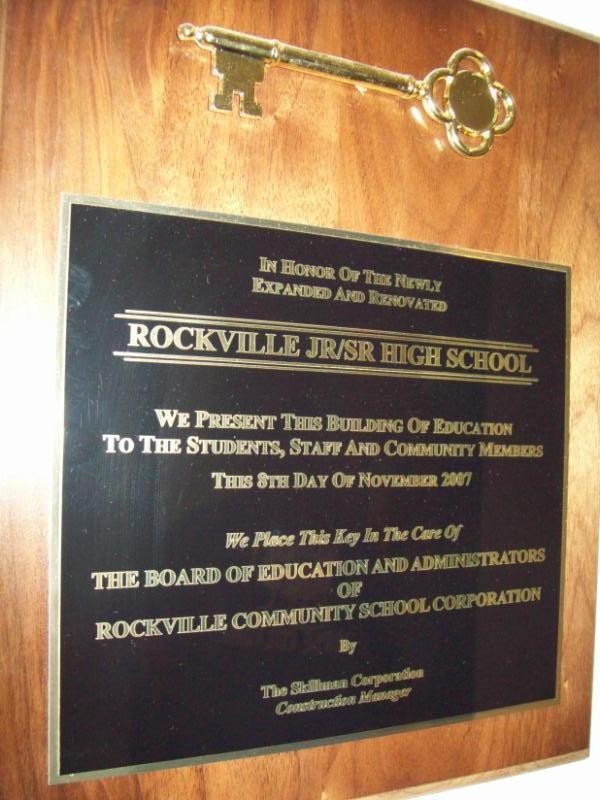 In Honor Of The Newly
Expanded And Renovated
ROCKVILLE JR/SR HIGH SCHOOL
We Present This Building Of Education
To The Students, Staff And Community Members
This 8th Day Of November 2007
We Place This Key In The Care Of
THE BOARD OF EDUCATION AND ADMINISTRATORS
OF
ROCKVILLE COMMUNITY SCHOOL CORPORATION
By
The Skillman Corporation
Construction Manager